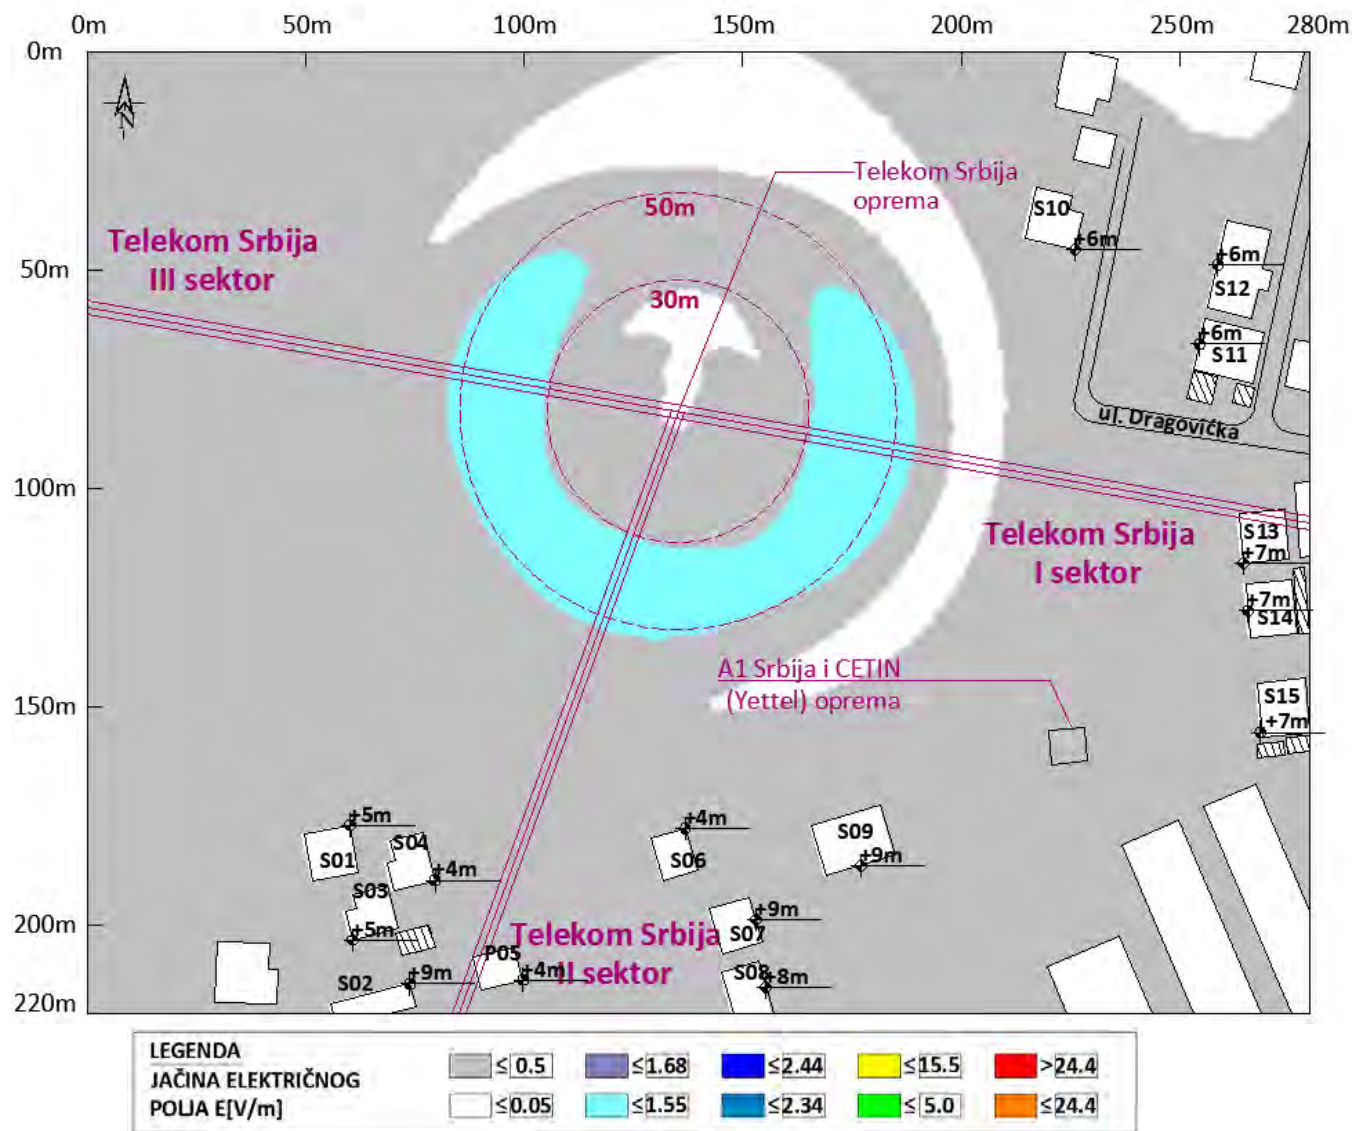 0m 50m 100m 150m 200m 250m 280m
0m
50m
100m
150m
200m
220m
N
Telekom Srbija
oprema
50m
30m
Telekom Srbija
III sektor
S10
+6m
+6m
S12
+6m
S11
ul. Dragovićka
Telekom Srbija
I sektor
S13
+7m
+7m
S14
A1 Srbija i CETIN
(Yettel) oprema
S15
+7m
+5m
S01
S04
+4m
S03
+5m
S02
+9m
P05
+4m
Telekom Srbija
II sektor
+4m
S06
S09
+9m
+9m
S07
S08
+8m
LEGENDA
JAČINA ELEKTRIČNOG
POLJA E[V/m]
≤ 0.5 ≤1.68 ≤2.44 ≤15.5 >24.4
≤0.05 ≤1.55 ≤2.34 ≤ 5.0 ≤24.4